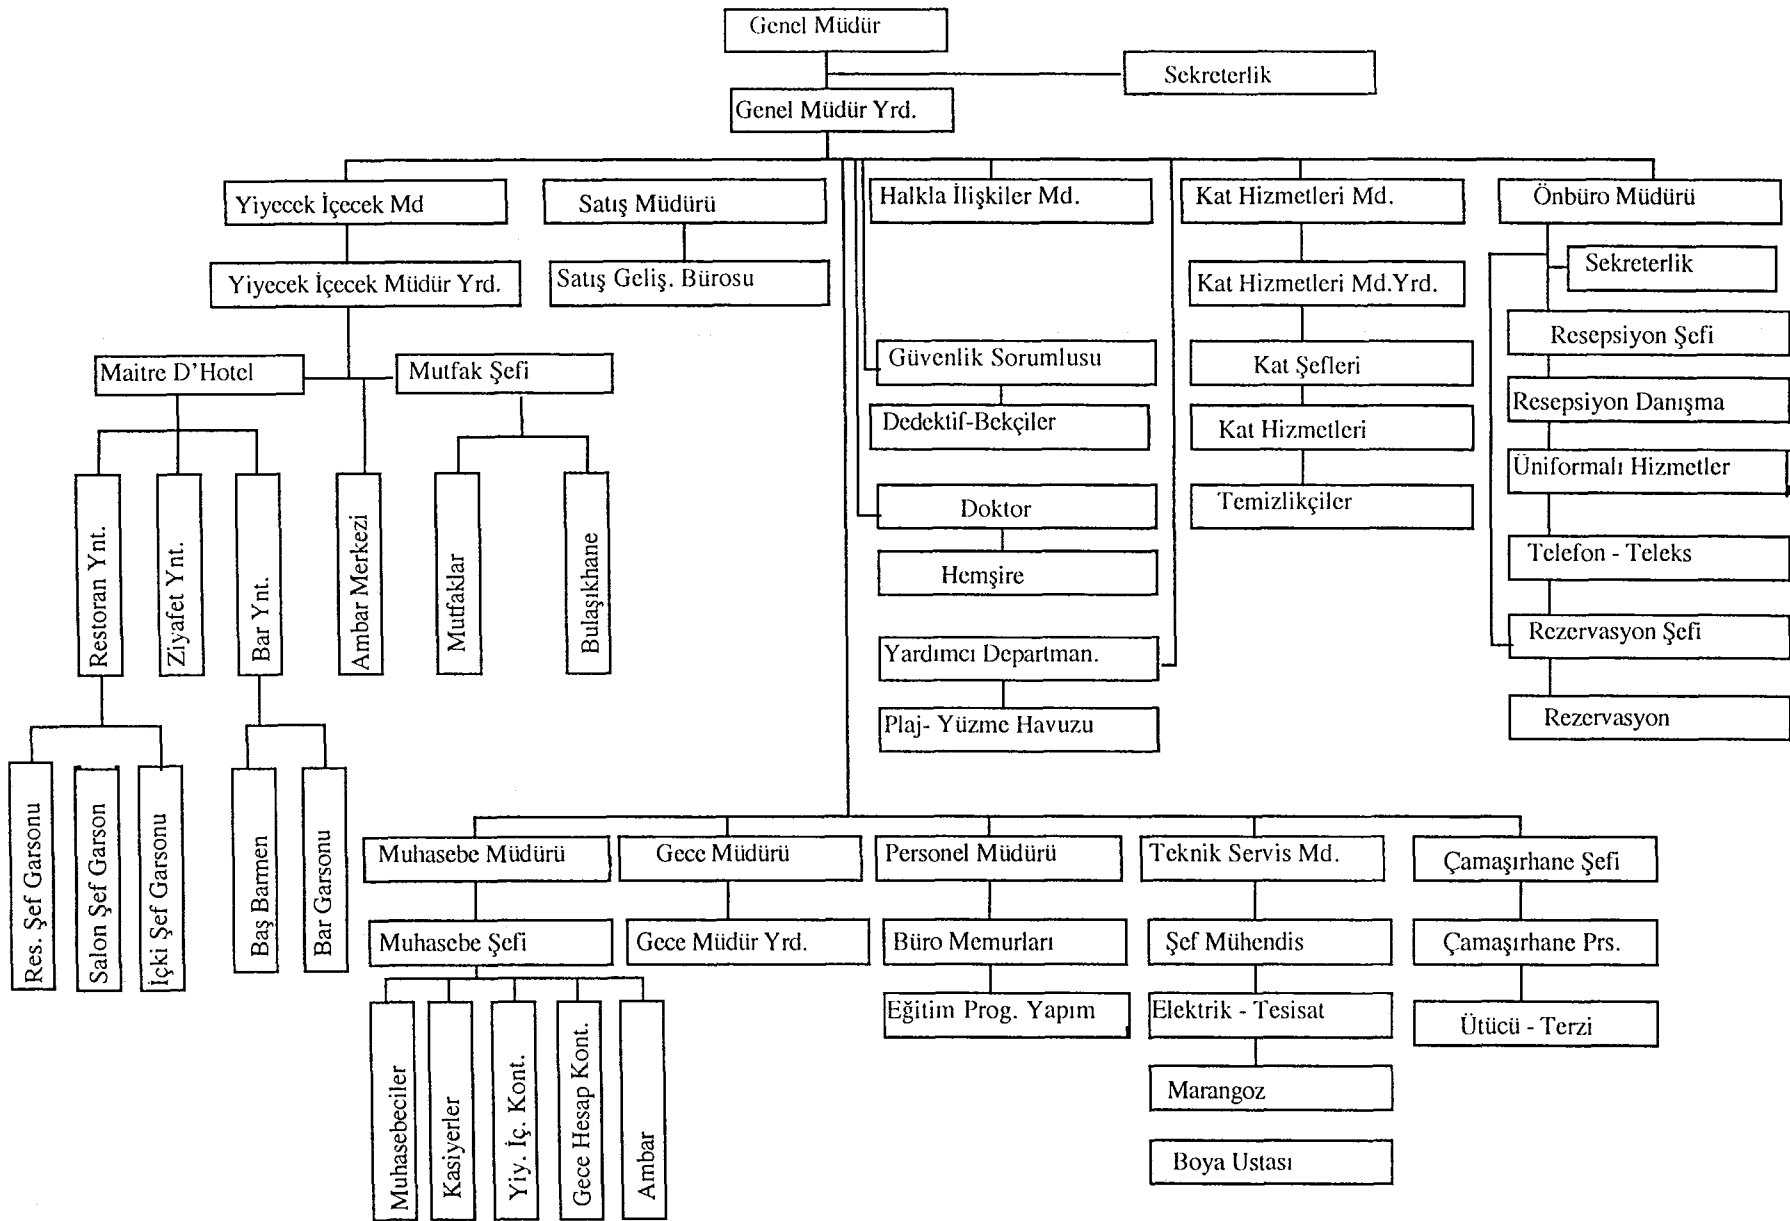 Genel Müdür
Sekreterlik
Genel Müdür Yrd.
Yiyecek İçecek Md
Satış Müdürü
Halkla İlişkiler Md.
Kat Hizmetleri Md.
Önbüro Müdürü
Yiyecek İçecek Müdür Yrd.
Satış Geliş. Bürosu
Kat Hizmetleri Md.Yrd.
Sekreterlik
Maitre D'Hotel
Mutfak Şefi
Güvenlik Sorumlusu
Kat Şefleri
Resepsiyon Şefi
Dedektif-Bekçiler
Kat Hizmetleri
Resepsiyon Danışma
Üniformalı Hizmetler
Restoran Ynt.
Ziyafet Ynt.
Bar Ynt.
Ambar Merkezi
Mutfaklar
Bulaşıkhane
Doktor
Temizlikçiler
Telefon - Teleks
Hemşire
Yardımcı Departman.
Rezervasyon Şefi
Plaj- Yüzme Havuzu
Rezervasyon
Res. Şef Garsonu
Salon Şef Garson
İçki Şef Garsonu
Baş Barmen
Bar Garsonu
Muhasebe Müdürü
Gece Müdürü
Personel Müdürü
Teknik Servis Md.
Çamaşırhane Şefi
Muhasebe Şefi
Gece Müdür Yrd.
Büro Memurları
Şef Mühendis
Çamaşırhane Prs.
Eğitim Prog. Yapım
Elektrik - Tesisat
Ütücü - Terzi
Muhasebeciler
Kasiyerler
Yiy. İç. Kont.
Gece Hesap Kont.
Ambar
Marangoz
Boya Ustası